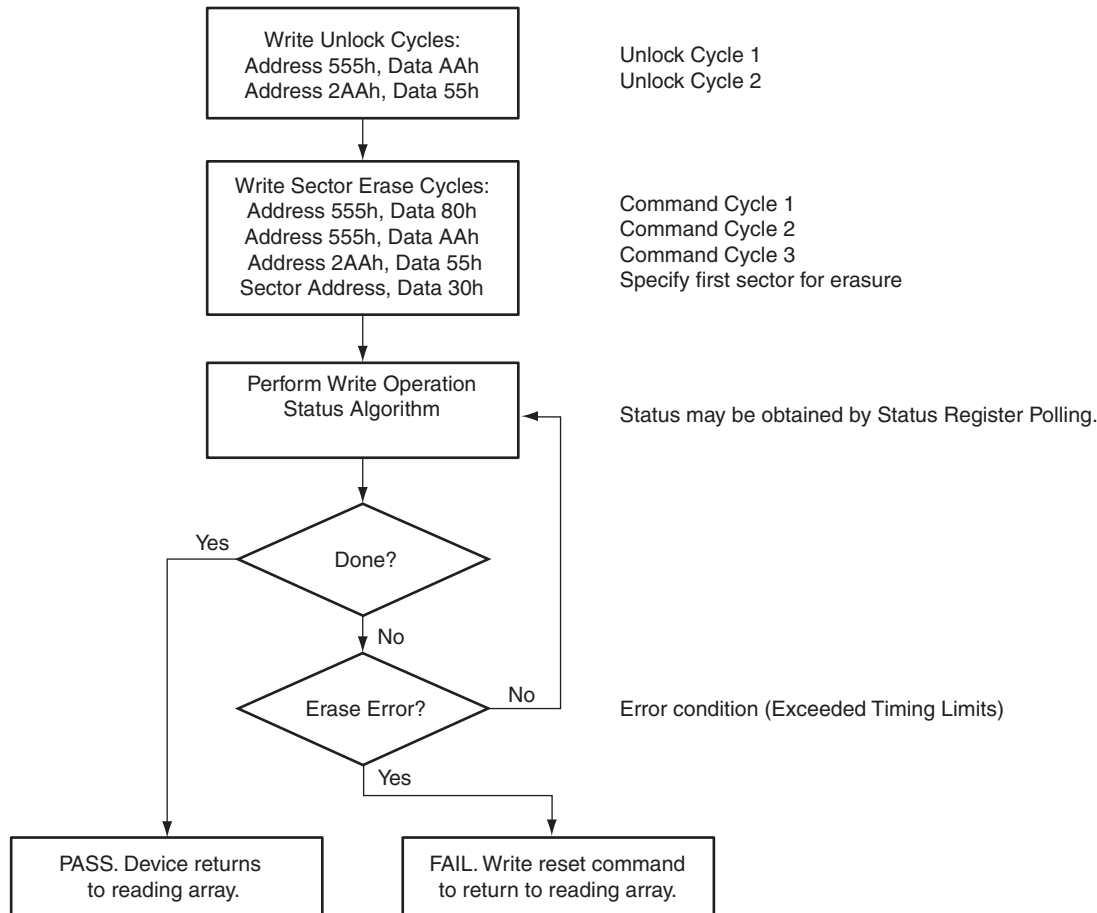 Write Unlock Cycles:
Address 555h, Data AAh
Address 2AAh, Data 55h
Unlock Cycle 1
Unlock Cycle 2
Write Sector Erase Cycles:
Address 555h, Data 80h
Address 555h, Data AAh
Address 2AAh, Data 55h
Sector Address, Data 30h
Command Cycle 1
Command Cycle 2
Command Cycle 3
Specify first sector for erasure
Perform Write Operation
Status Algorithm
Status may be obtained by Status Register Polling.
Yes
Done?
No
Erase Error?
No
Error condition (Exceeded Timing Limits)
Yes
PASS. Device returns
to reading array.
FAIL. Write reset command
to return to reading array.